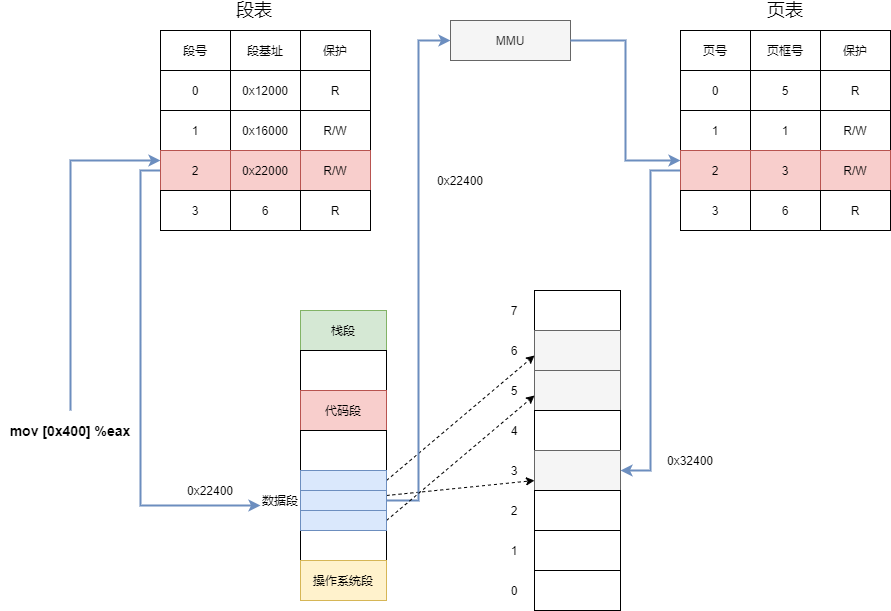 段表
段号 段基址 保护
0 0x12000 R
1 0x16000 R/W
2 0x22000 R/W
3 6 R
MMU
页表
页号 页框号 保护
0 5 R
1 1 R/W
2 3 R/W
3 6 R
0x22400
mov [0x400] %eax
0x22400
栈段
代码段
数据段
操作系统段
7
6
5
4
3
2
1
0
0x32400